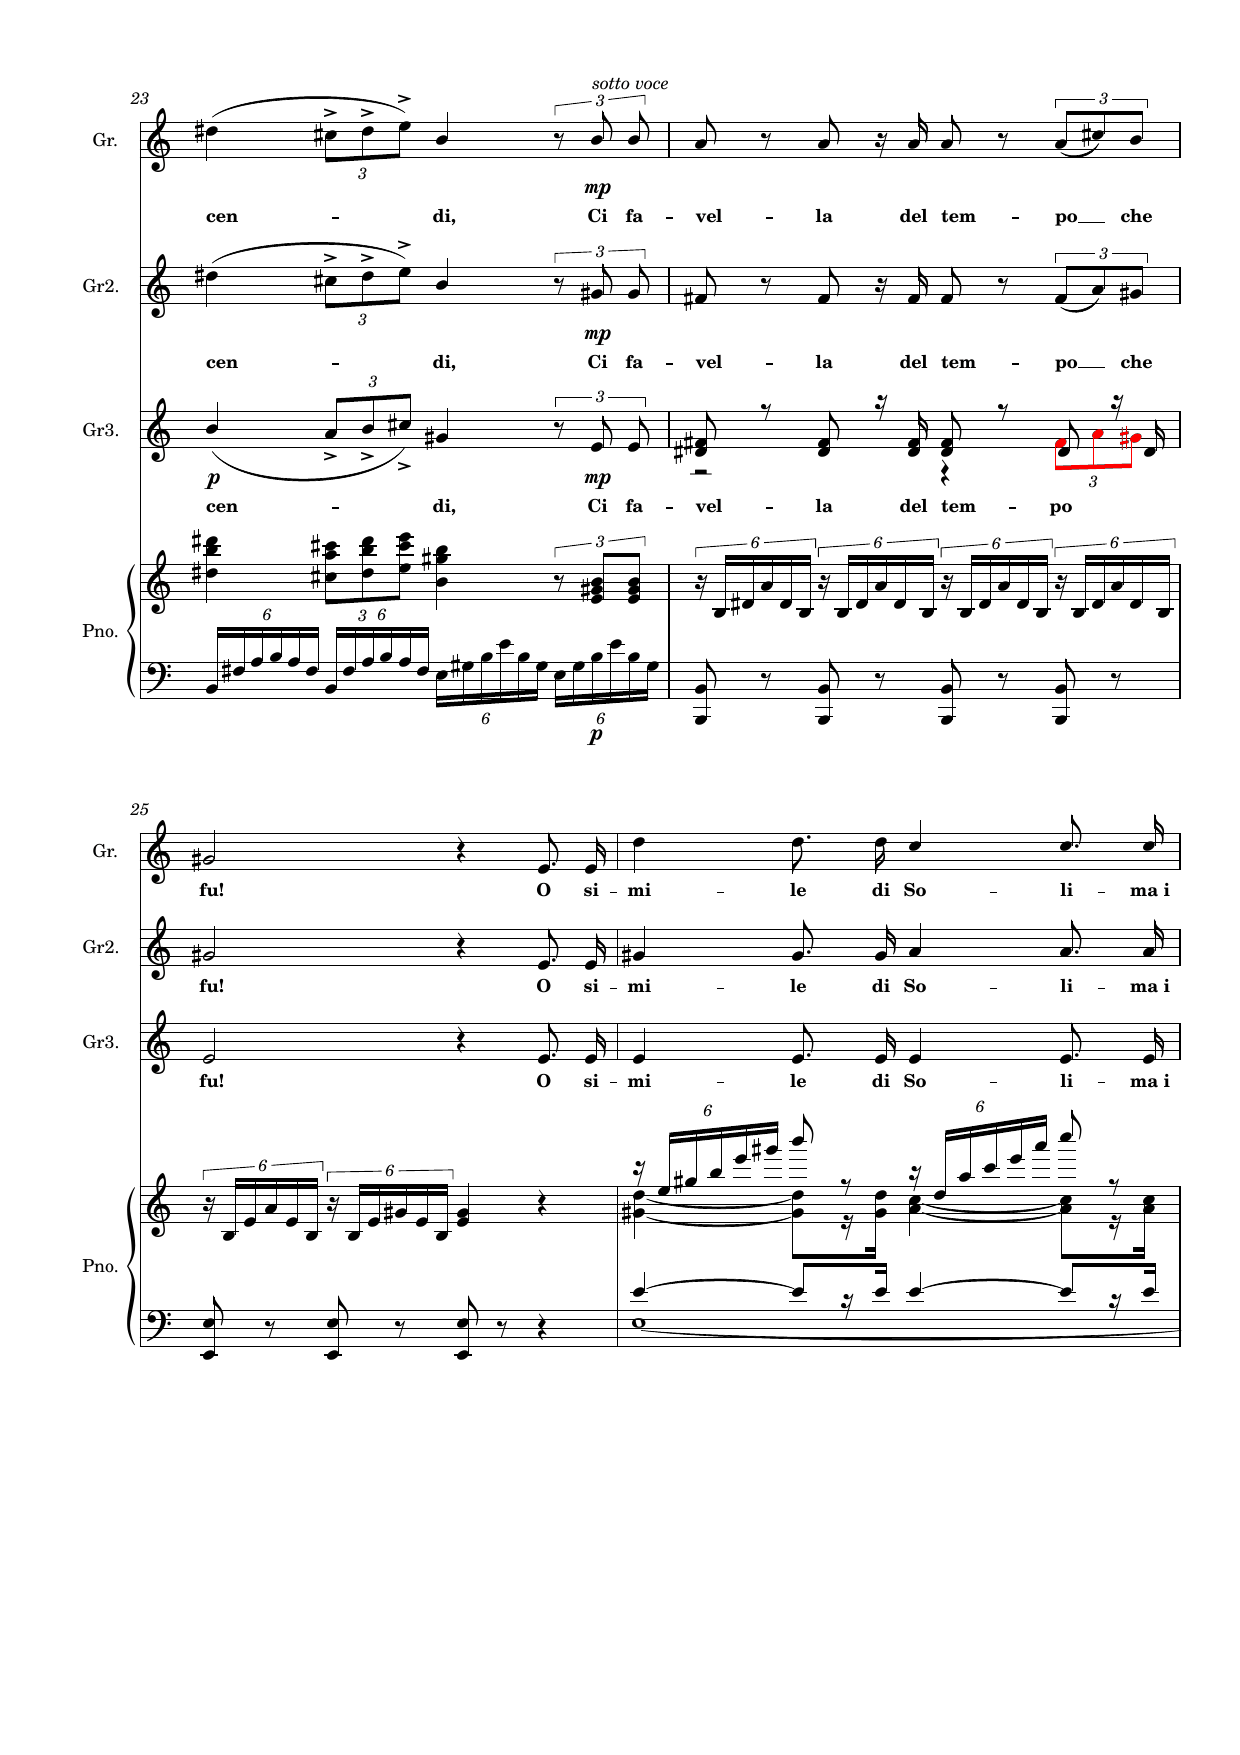 sotto voce
23
3
Gr.
3
mp
cen - di, Ci fa - vel - la del tem - po __ che
3
3
Gr2.
3
mp
cen - di, Ci fa - vel - la del tem - po __ che
3
3
Gr3.
p
mp
3
cen - di, Ci fa - vel - la del tem - po
3
6
6
6
6
6
3
6
Pno.
6
6
p
25
Gr.
fu! O si - mi - le di So - li - ma i
Gr2.
fu! O si - mi - le di So - li - ma i
Gr3.
fu! O si - mi - le di So - li - ma i
6
6
6
6
Pno.